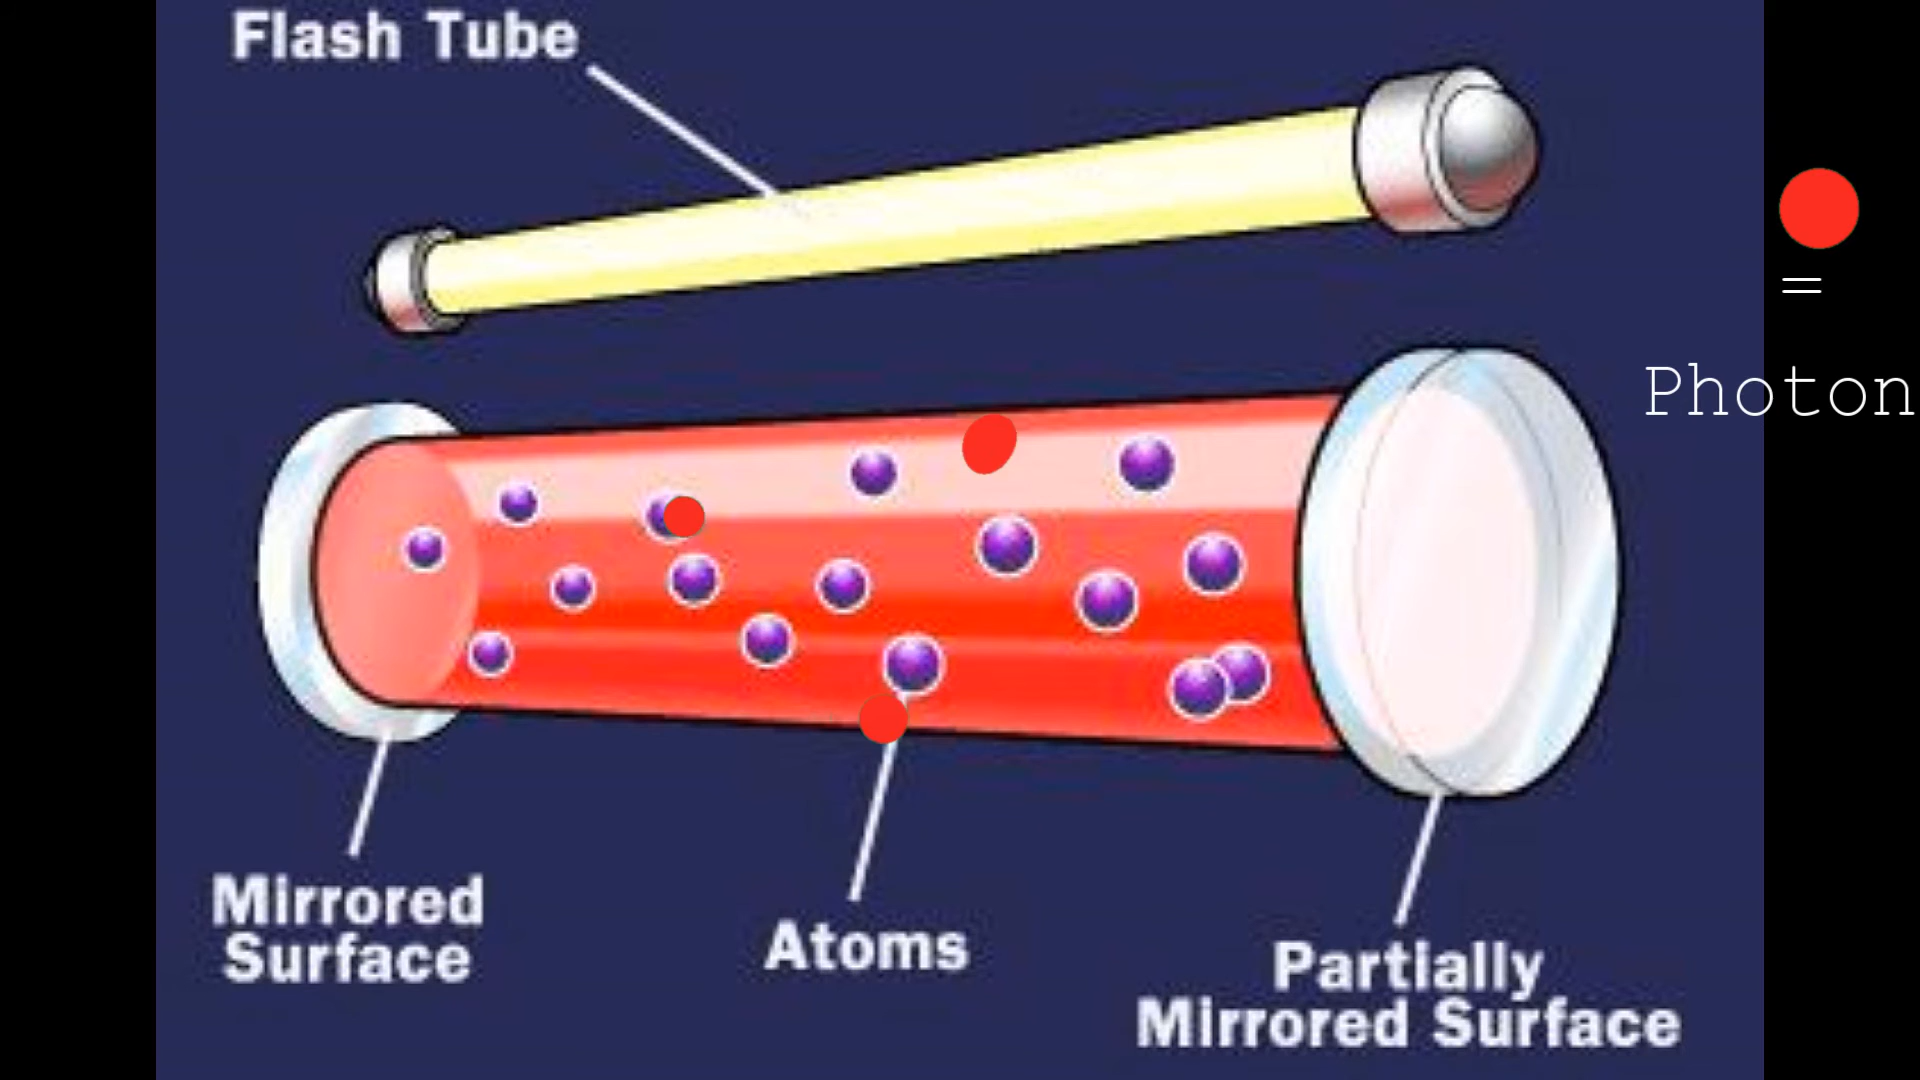 Flash Tube
=
Photon
Mirrored
Surface
Atoms
Partially
Mirrored Surface